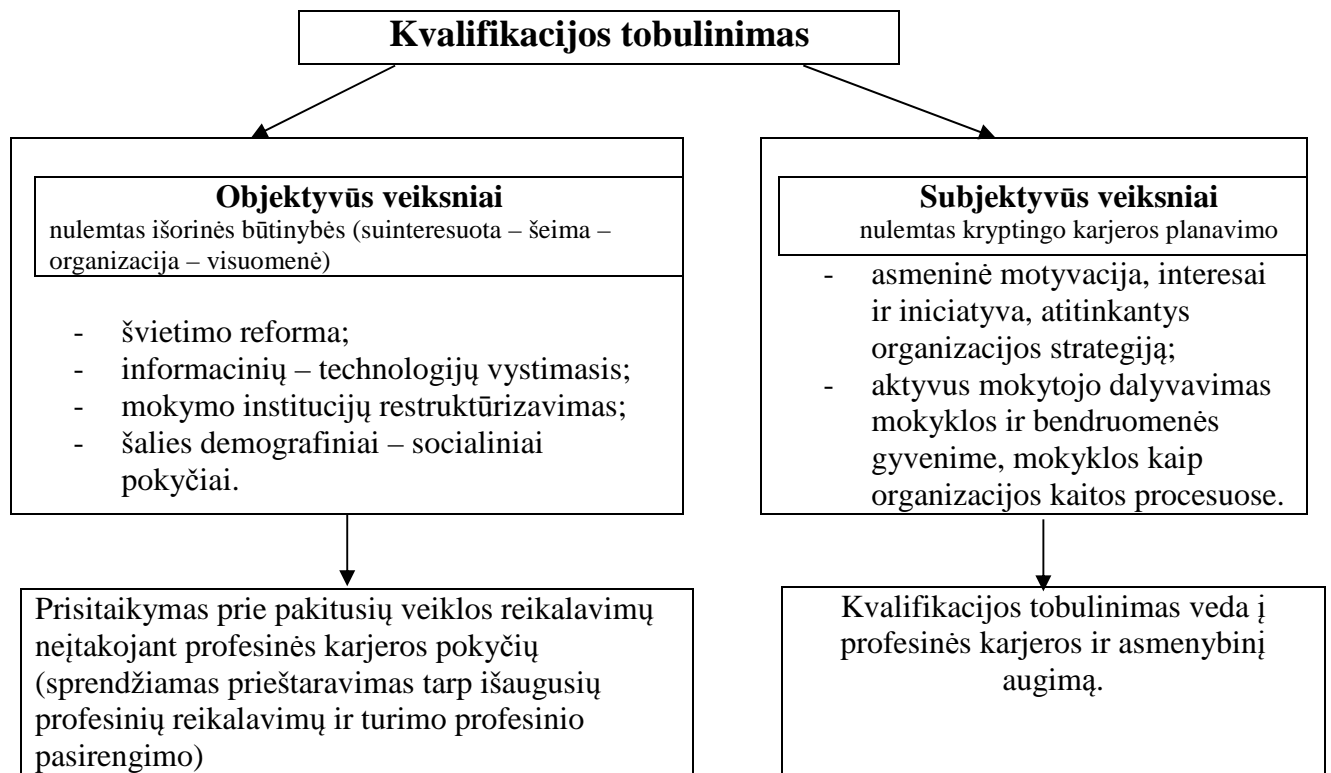 Kvalifikacijos tobulinimas
Objektyvūs veiksniai
nulemtas išorinės būtinybės (suinteresuota – šeima –
organizacija – visuomenė)
- švietimo reforma;
- informacinių – technologijų vystimasis;
- mokymo institucijų restruktūrizavimas;
- šalies demografiniai – socialiniai
pokyčiai.
Subjektyvūs veiksniai
nulemtas kryptingo karjeros planavimo
- asmeninė motyvacija, interesai
ir iniciatyva, atitinkantys
organizacijos strategiją;
- aktyvus mokytojo dalyvavimas
mokyklos ir bendruomenės
gyvenime, mokyklos kaip
organizacijos kaitos procesuose.
Prisitaikymas prie pakitusių veiklos reikalavimų
neįtakojant profesinės karjeros pokyčių
(sprendžiamas prieštaravimas tarp išaugusių
profesinių reikalavimų ir turimo profesinio
pasirengimo)
Kvalifikacijos tobulinimas veda į
profesinės karjeros ir asmenybinį
augimą.